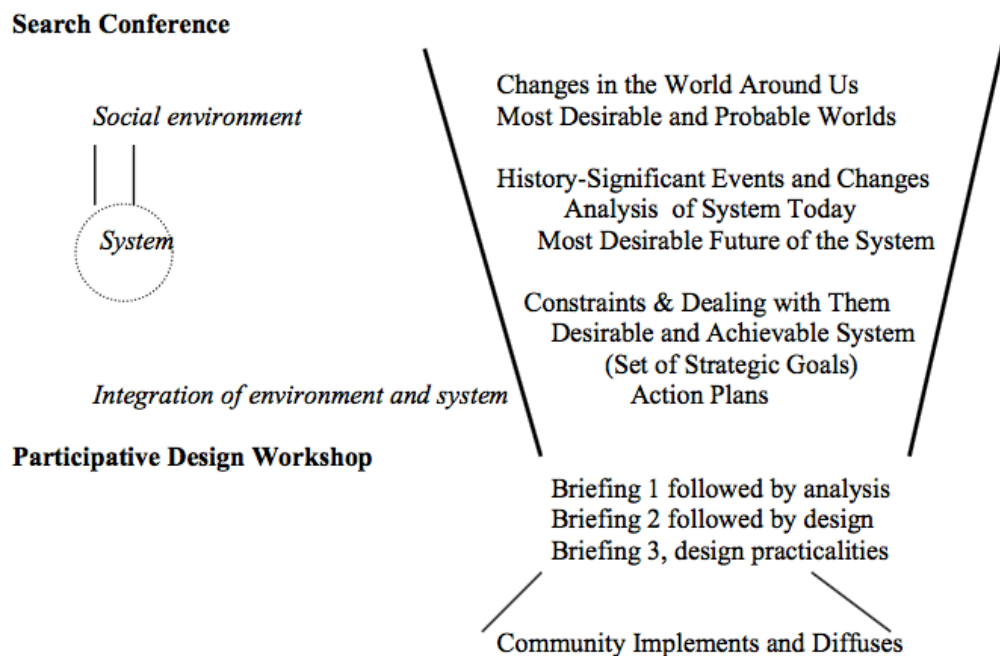 Search Conference
Changes in the World Around Us
Social environment
Most Desirable and Probable Worlds
History-Significant Events and Changes
Analysis of System Today
System
Most Desirable Future of the System
Constraints & Dealing with Them
Desirable and Achievable System
(Set of Strategic Goals)
Integration of environment and system
Action Plans
Participative Design Workshop
Briefing 1 followed by analysis
Briefing 2 followed by design
Briefing 3, design practicalities
Community Implements and Diffuses